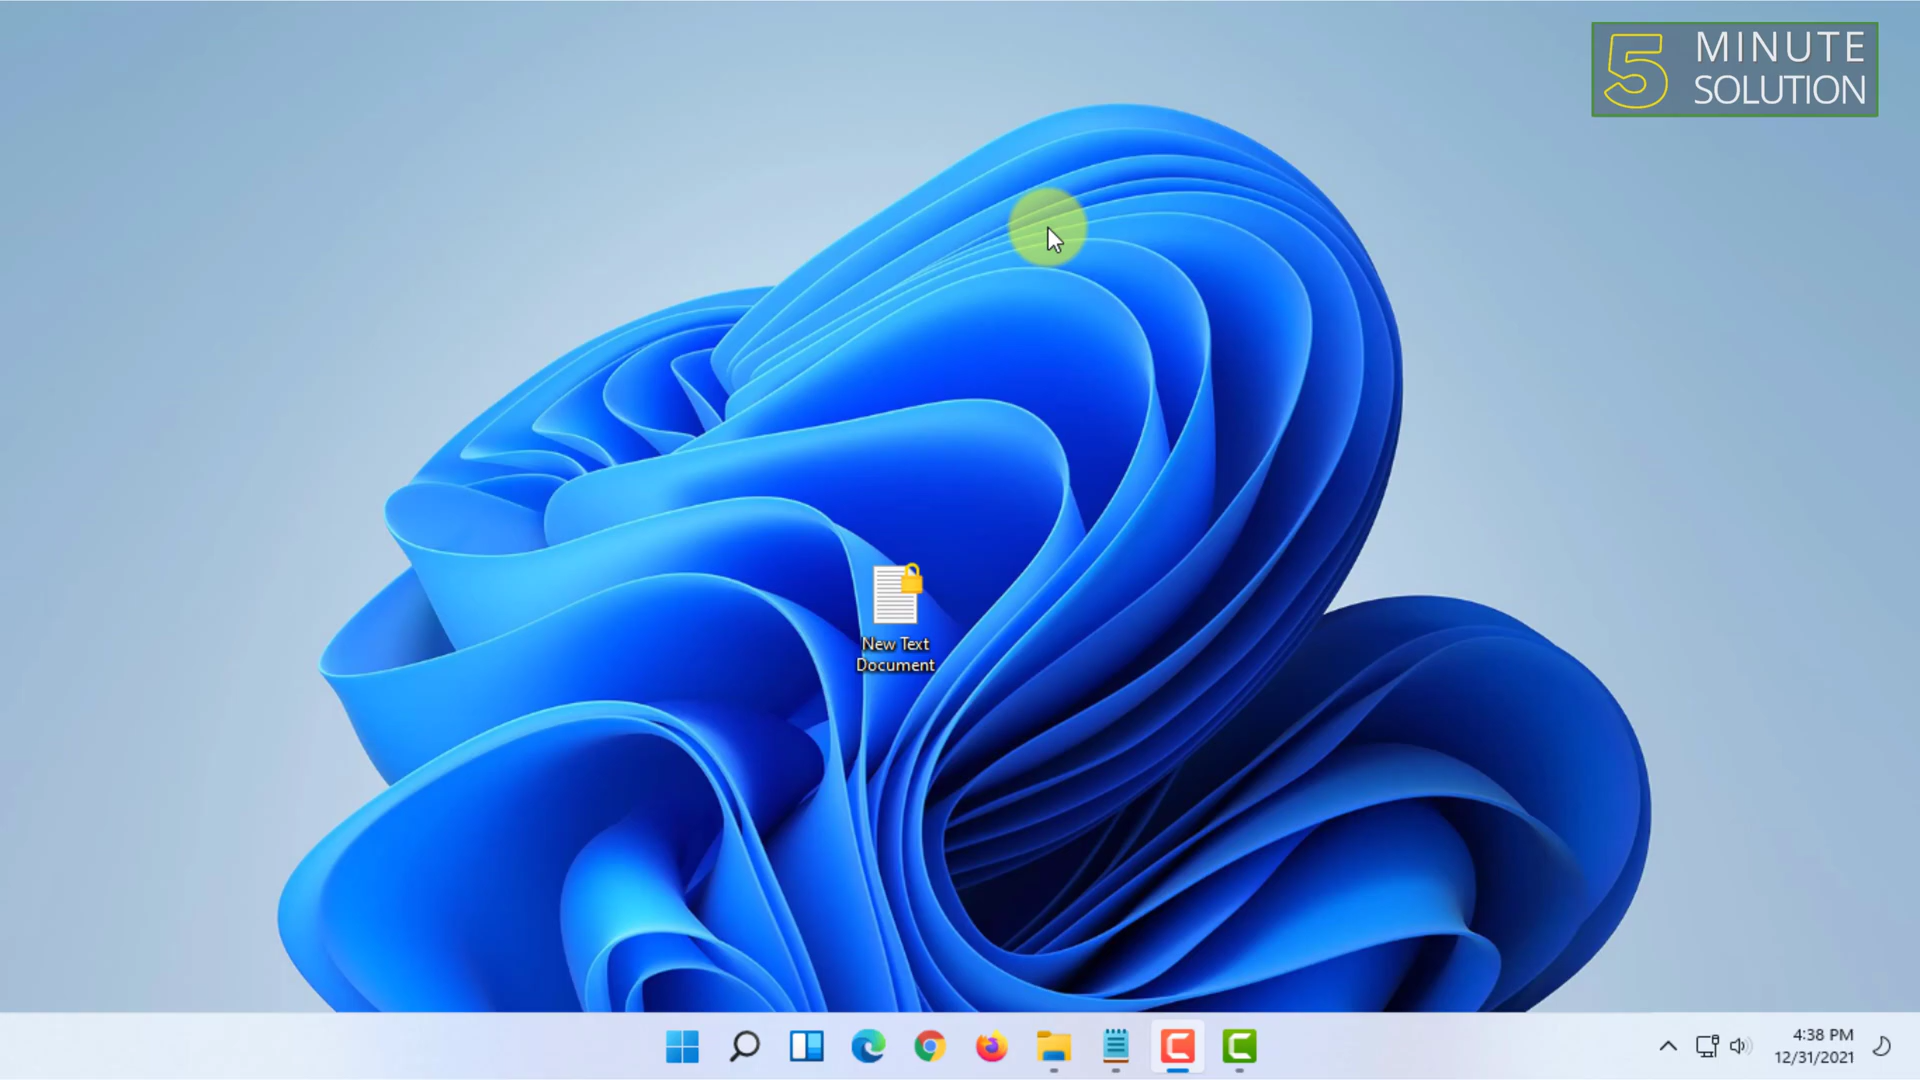 5 MINUTE
SOLUTION
New Text
Document
4:38 PM
12/31/2021